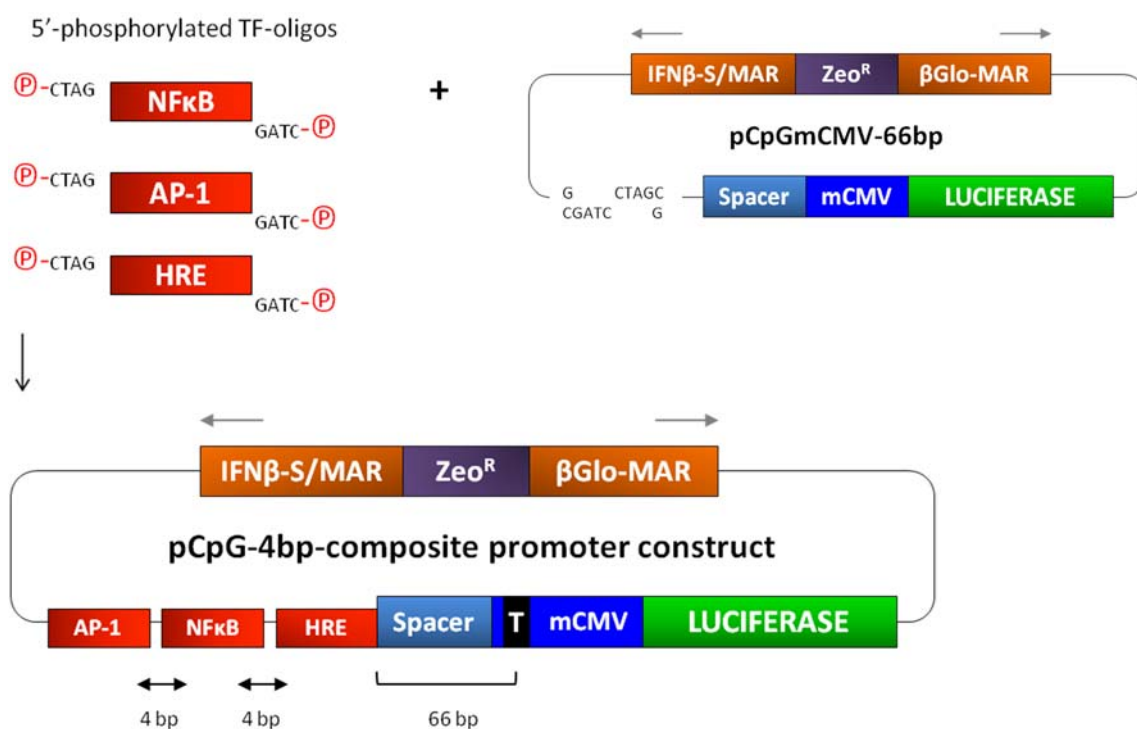 5′-phosphorylated TF-oligos
P-CTAG
NFκB
GATC-P
P-CTAG
AP-1
GATC-P
P-CTAG
HRE
GATC-P
+
IFNβ-S/MAR ZeoR βGlo-MAR
pCpGmCMV-66bp
G CTAGC
CGATC G
Spacer mCMV LUCIFERASE
IFNβ-S/MAR ZeoR βGlo-MAR
pCpG-4bp-composite promoter construct
AP-1 NFκB HRE Spacer T mCMV LUCIFERASE
4 bp 4 bp 66 bp